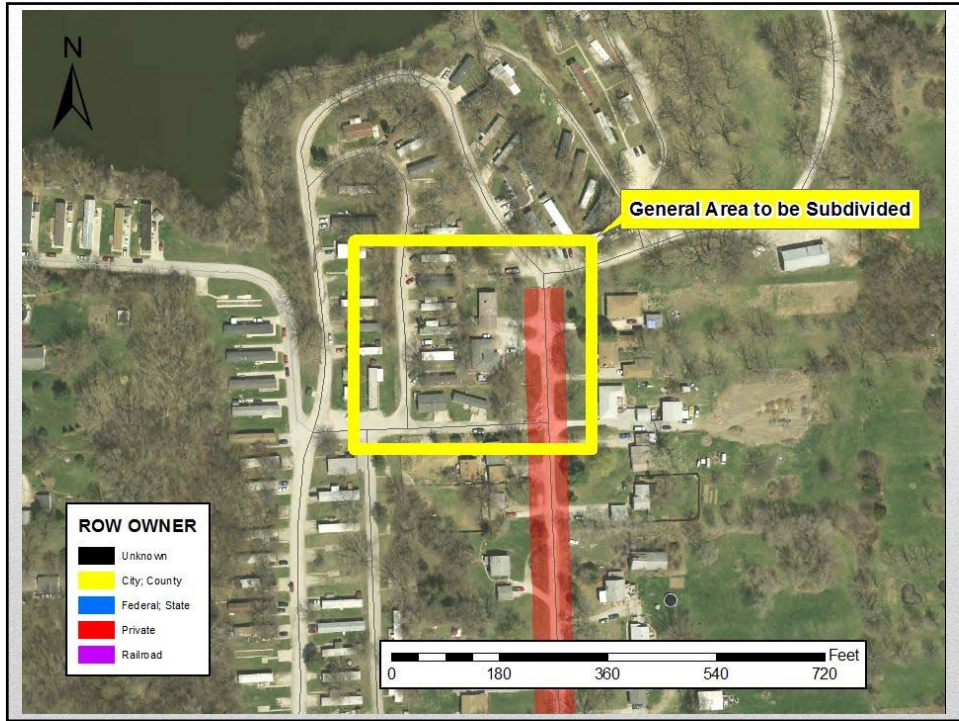 N
General Area to be Subdivided
ROW OWNER
Unknown
City; County
Federal; State
Private
Railroad
Feet
0 180 360 540 720